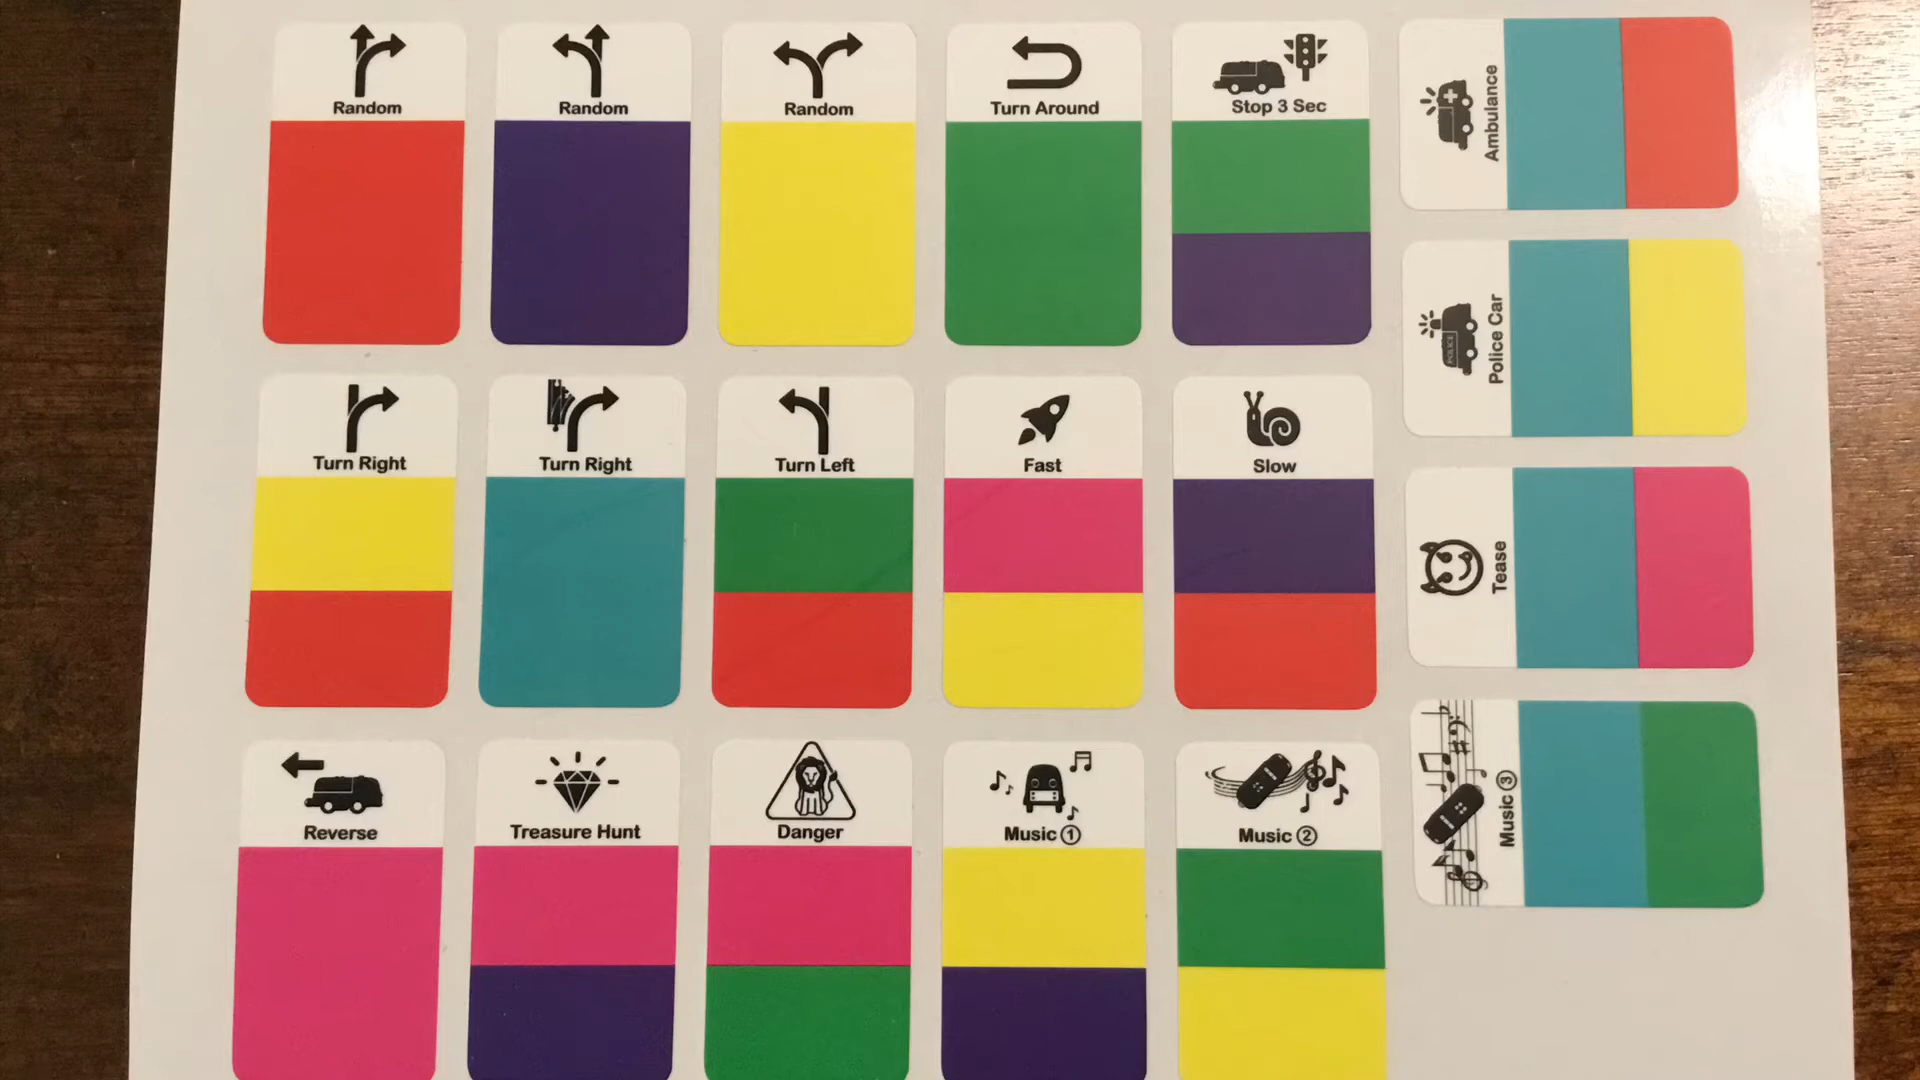 Random
Random
Random
Turn Around
Stop 3 Sec
Ambulance
Police Car
POLICE
Turn Right
Turn Right
Turn Left
Fast
Slow
Tease
Reverse
Treasure Hunt
Danger
Music ①
Music ②
Music ③